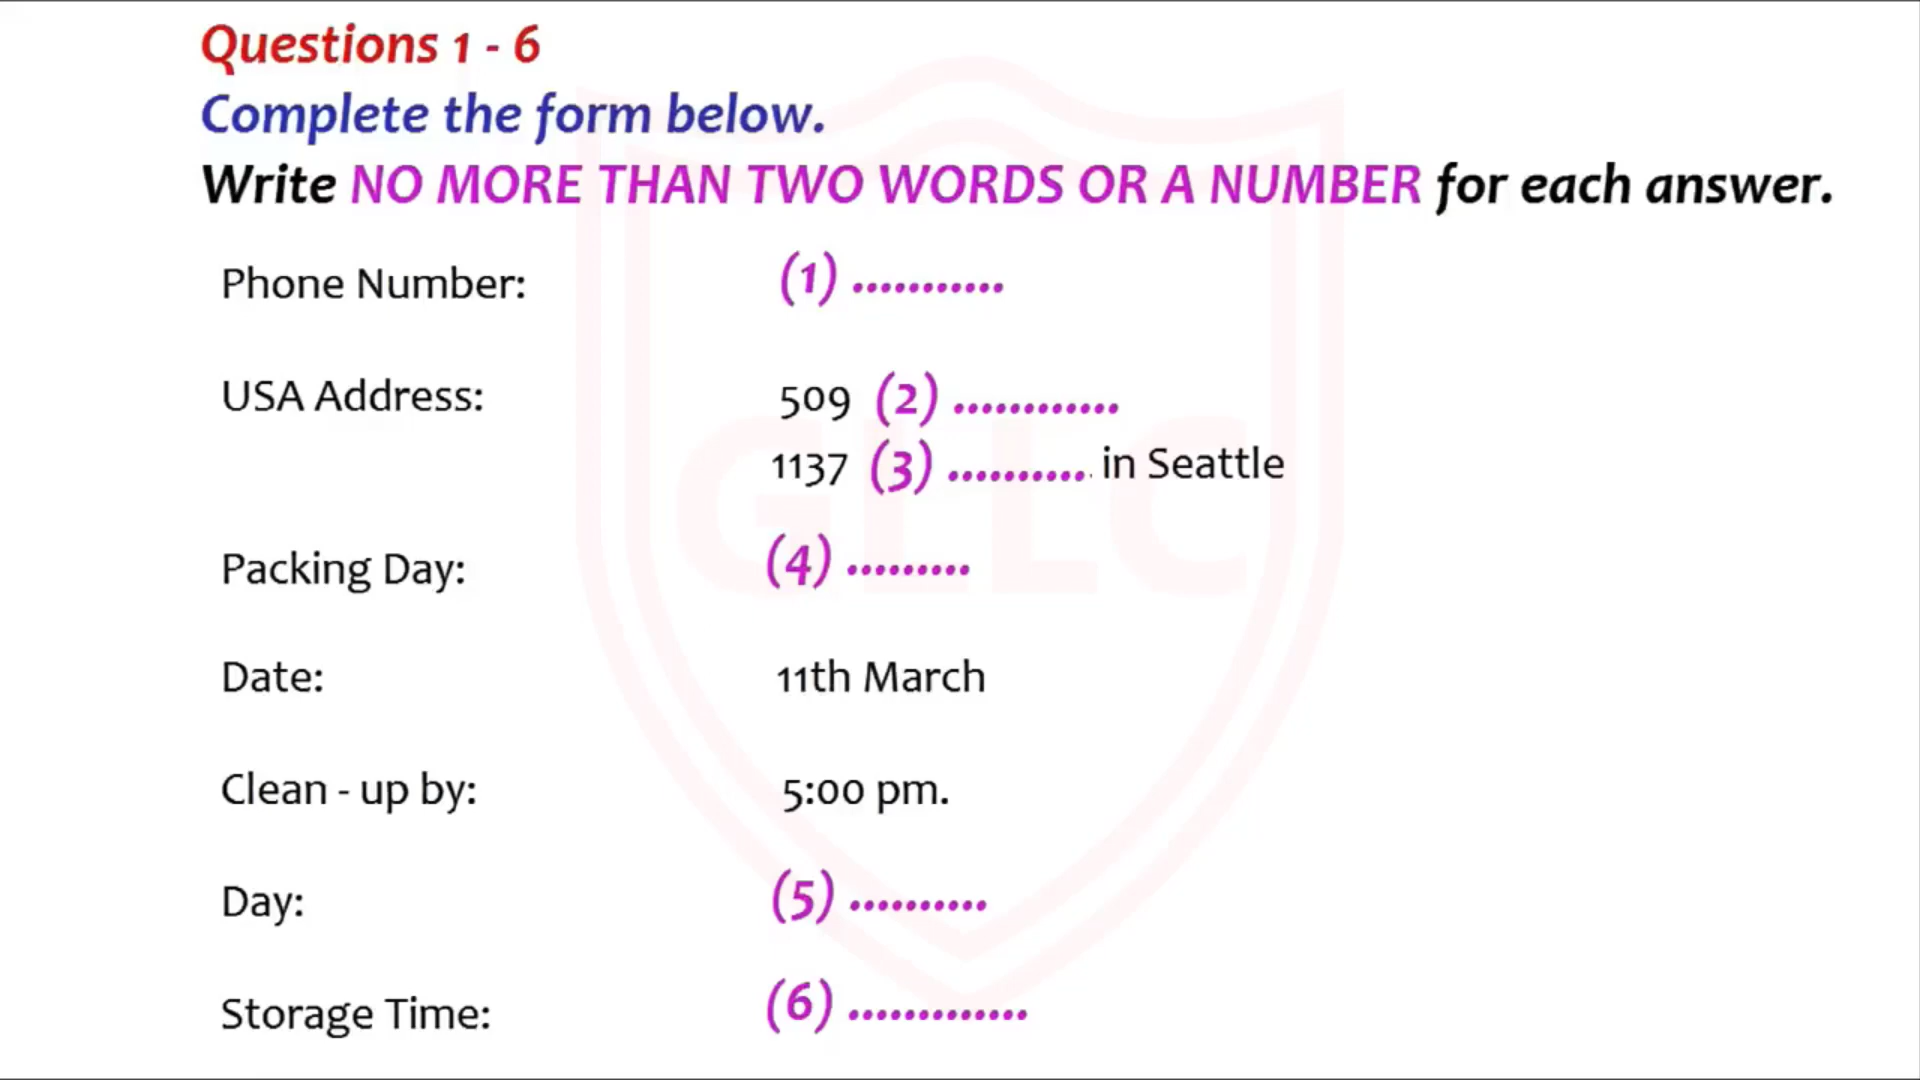 Questions 1 - 6
Complete the form below.
Write NO MORE THAN TWO WORDS OR A NUMBER for each answer.
Phone Number: (1) ...........
USA Address: 509 (2) ............
1137 (3) ........... in Seattle
Packing Day: (4) .........
Date: 11th March
Clean - up by: 5:00 pm.
Day: (5) ..........
Storage Time: (6) .............
GLLC